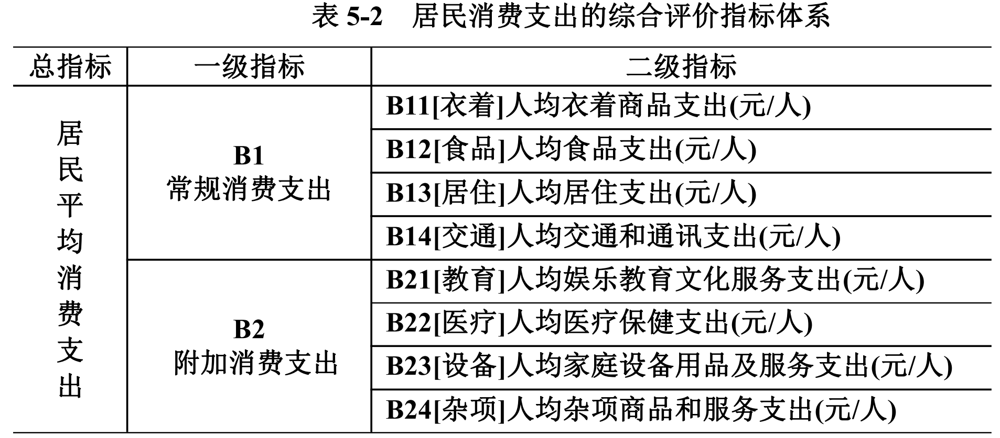 表 5-2 居民消费支出的综合评价指标体系
总指标 一级指标 二级指标
居民平均消费支出
B1
常规消费支出
B11[衣着]人均衣着商品支出(元/人)
B12[食品]人均食品支出(元/人)
B13[居住]人均居住支出(元/人)
B14[交通]人均交通和通讯支出(元/人)
B2
附加消费支出
B21[教育]人均娱乐教育文化服务支出(元/人)
B22[医疗]人均医疗保健支出(元/人)
B23[设备]人均家庭设备用品及服务支出(元/人)
B24[杂项]人均杂项商品和服务支出(元/人)